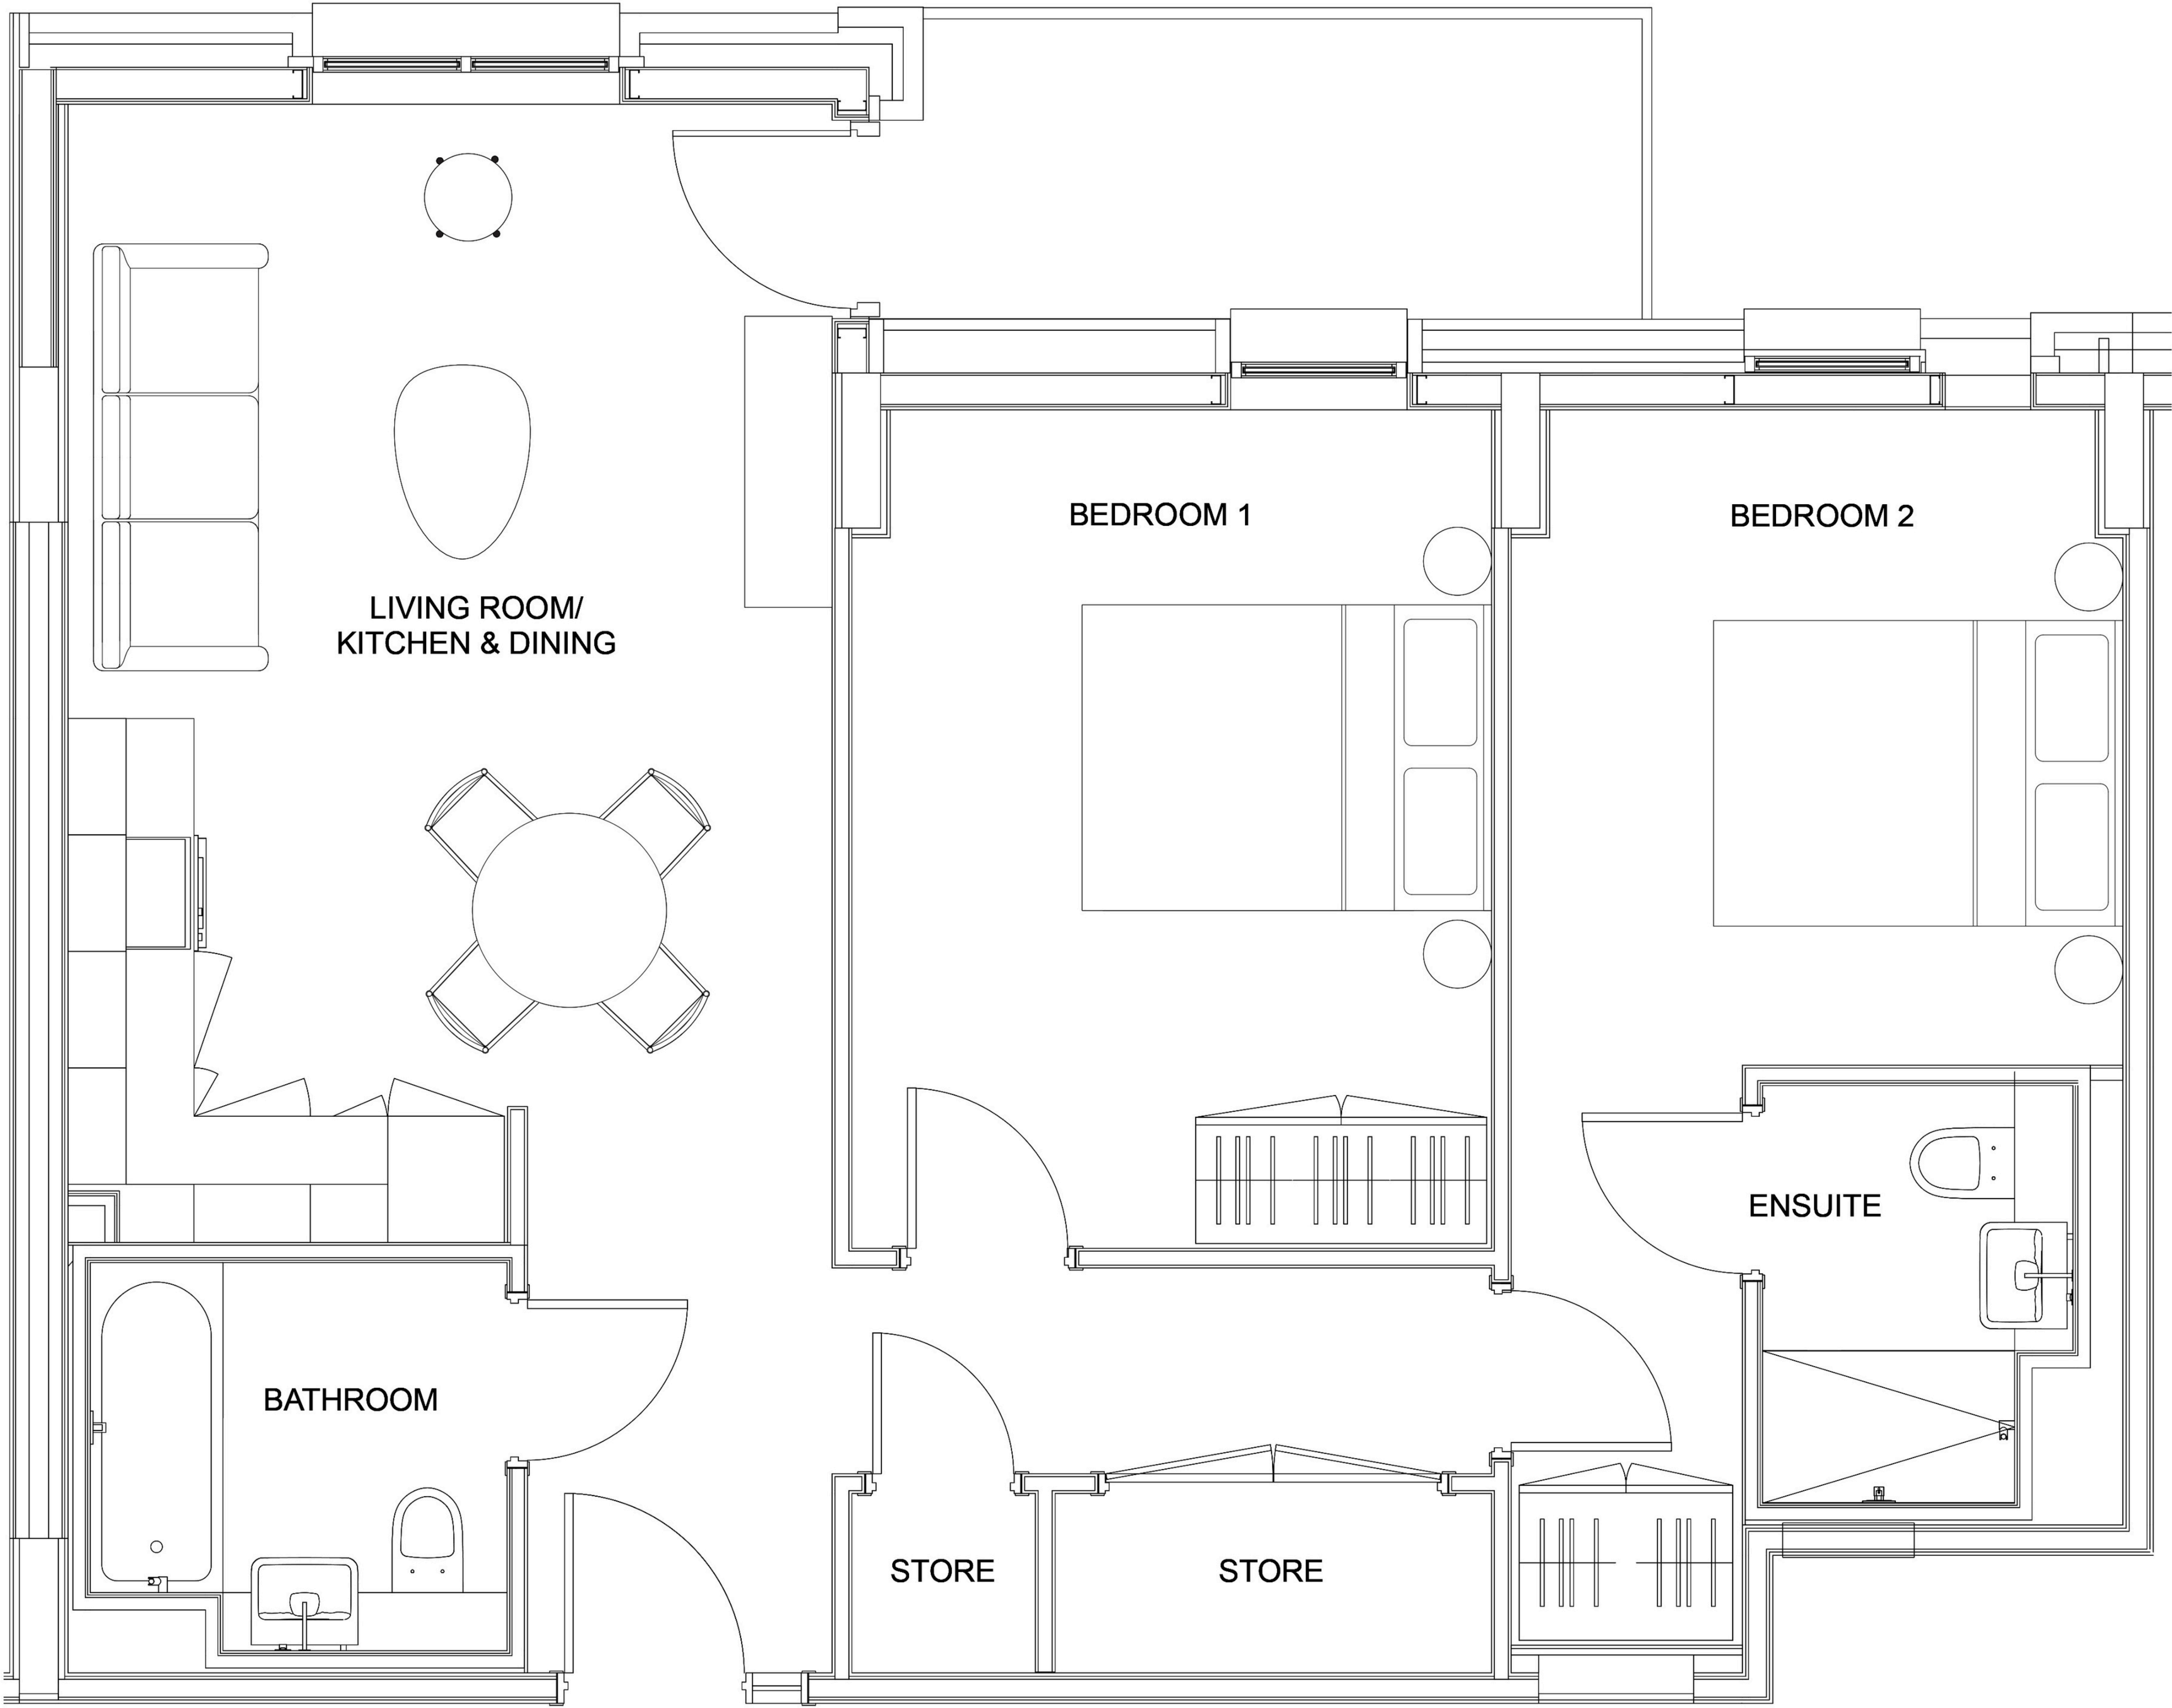 BEDROOM 1
BEDROOM 2
LIVING ROOM/
KITCHEN & DINING
ENSUITE
BATHROOM
STORE
STORE